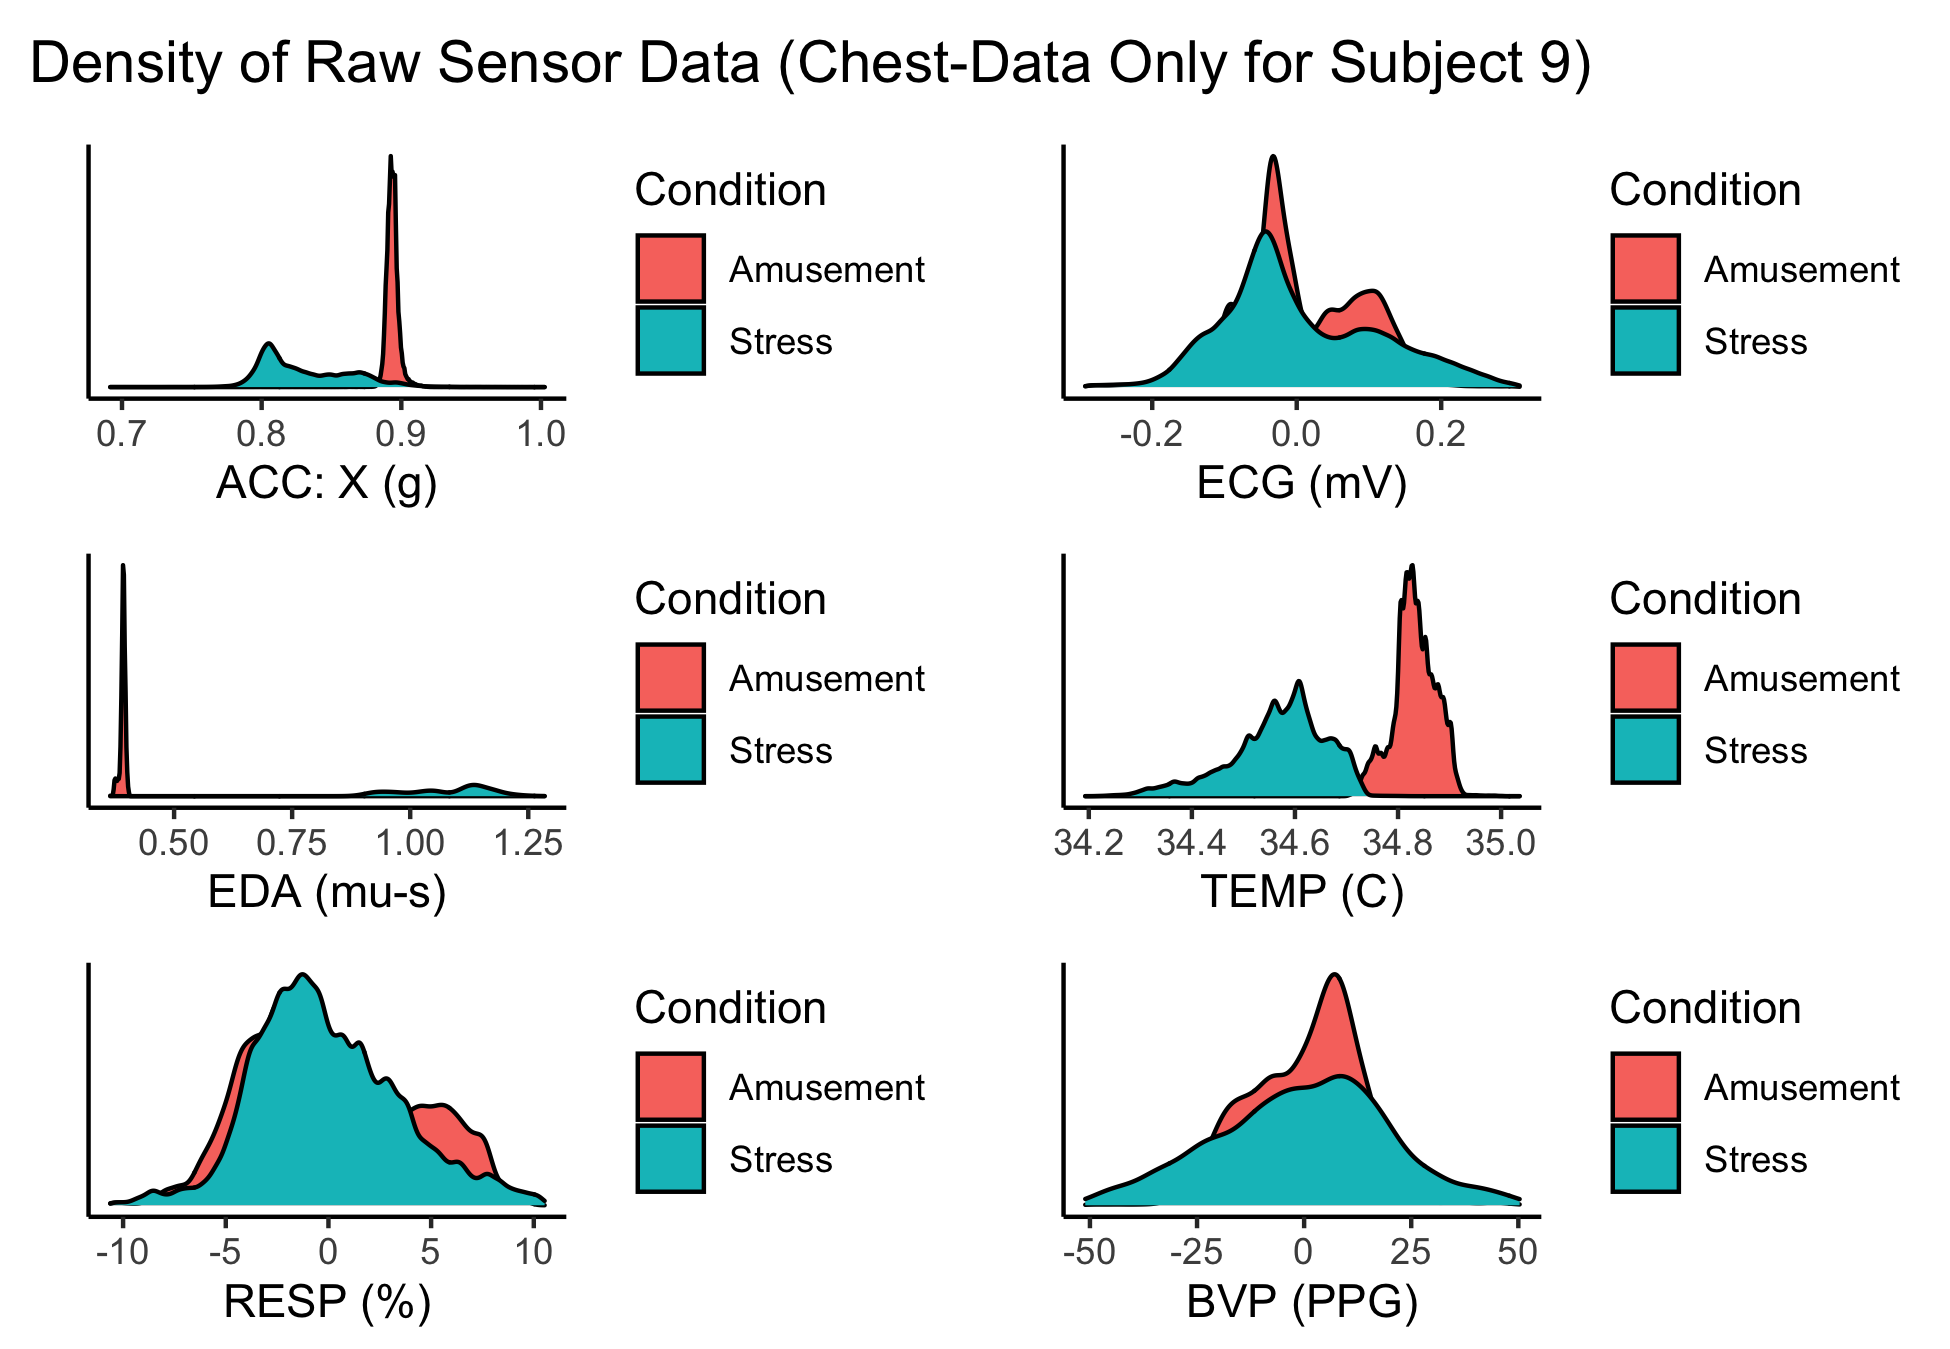 Density of Raw Sensor Data (Chest-Data Only for Subject 9)
0.7 0.8 0.9 1.0
ACC: X (g)
Condition
Amusement
Stress
-0.2 0.0 0.2
ECG (mV)
Condition
Amusement
Stress
0.50 0.75 1.00 1.25
EDA (mu-s)
Condition
Amusement
Stress
34.2 34.4 34.6 34.8 35.0
TEMP (C)
Condition
Amusement
Stress
-10 -5 0 5 10
RESP (%)
Condition
Amusement
Stress
-50 -25 0 25 50
BVP (PPG)
Condition
Amusement
Stress